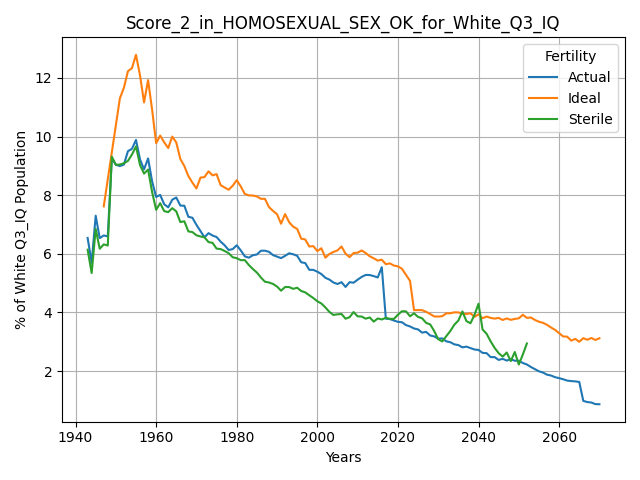 Score_2_in_HOMOSEXUAL_SEX_OK_for_White_Q3_IQ
% of White Q3_IQ Population
12
10
8
6
4
2
Fertility
Actual
Ideal
Sterile
1940 1960 1980 2000 2020 2040 2060
Years